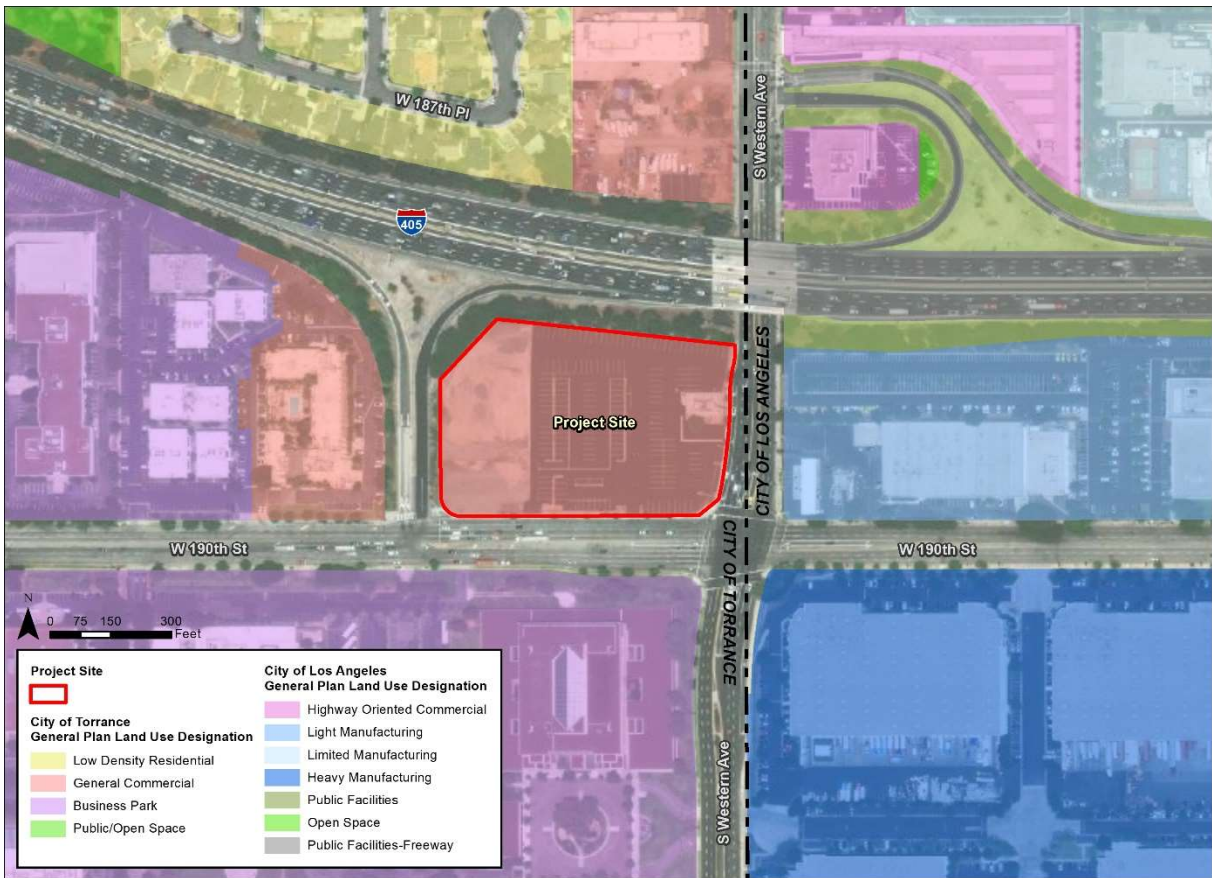 W 187th Pl
S Western Ave
405
Project Site
CITY OF LOS ANGELES
CITY OF TORRANCE
W 190th St
W 190th St
S Western Ave
N
0 75 150 300
Feet
Project Site
City of Torrance
General Plan Land Use Designation
Low Density Residential
General Commercial
Business Park
Public/Open Space
City of Los Angeles
General Plan Land Use Designation
Highway Oriented Commercial
Light Manufacturing
Limited Manufacturing
Heavy Manufacturing
Public Facilities
Open Space
Public Facilities-Freeway